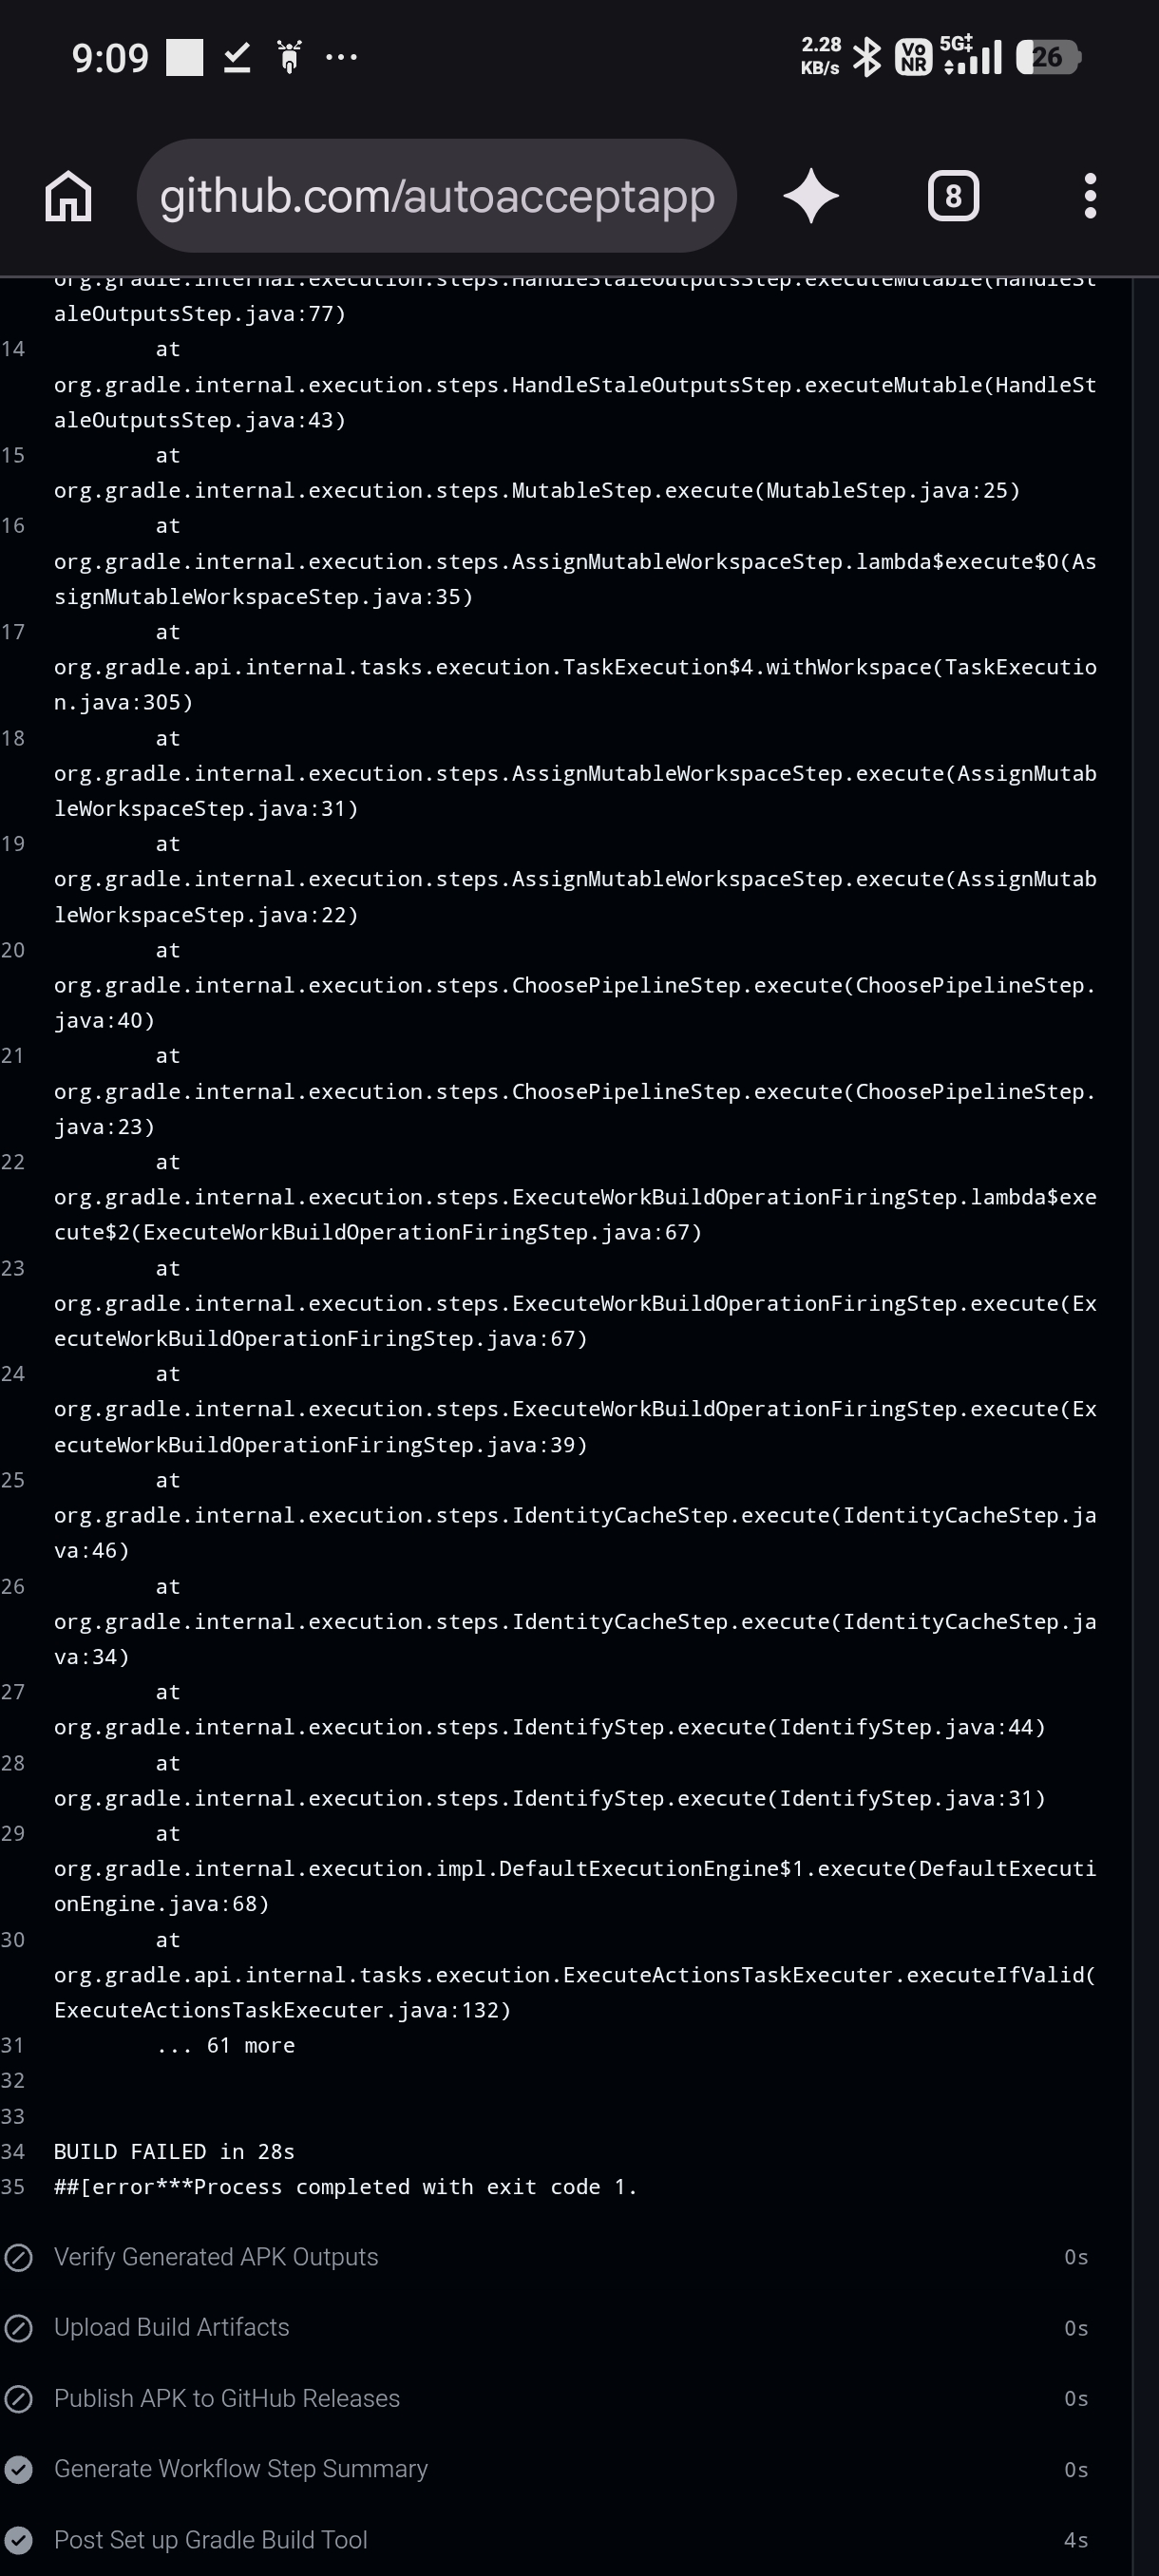 9:09
2.28
KB/s
Vo
NR
5G
26
github.com/autoacceptapp
8
org.gradle.internal.execution.steps.HandleStaleOutputsStep.executeMutable(HandleSt
aleOutputsStep.java:77)
14 at
org.gradle.internal.execution.steps.HandleStaleOutputsStep.executeMutable(HandleSt
aleOutputsStep.java:43)
15 at
org.gradle.internal.execution.steps.MutableStep.execute(MutableStep.java:25)
16 at
org.gradle.internal.execution.steps.AssignMutableWorkspaceStep.lambda$execute$0(As
signMutableWorkspaceStep.java:35)
17 at
org.gradle.api.internal.tasks.execution.TaskExecution$4.withWorkspace(TaskExecutio
n.java:305)
18 at
org.gradle.internal.execution.steps.AssignMutableWorkspaceStep.execute(AssignMutab
leWorkspaceStep.java:31)
19 at
org.gradle.internal.execution.steps.AssignMutableWorkspaceStep.execute(AssignMutab
leWorkspaceStep.java:22)
20 at
org.gradle.internal.execution.steps.ChoosePipelineStep.execute(ChoosePipelineStep.
java:40)
21 at
org.gradle.internal.execution.steps.ChoosePipelineStep.execute(ChoosePipelineStep.
java:23)
22 at
org.gradle.internal.execution.steps.ExecuteWorkBuildOperationFiringStep.lambda$exe
cute$2(ExecuteWorkBuildOperationFiringStep.java:67)
23 at
org.gradle.internal.execution.steps.ExecuteWorkBuildOperationFiringStep.execute(Ex
ecuteWorkBuildOperationFiringStep.java:67)
24 at
org.gradle.internal.execution.steps.ExecuteWorkBuildOperationFiringStep.execute(Ex
ecuteWorkBuildOperationFiringStep.java:39)
25 at
org.gradle.internal.execution.steps.IdentityCacheStep.execute(IdentityCacheStep.ja
va:46)
26 at
org.gradle.internal.execution.steps.IdentityCacheStep.execute(IdentityCacheStep.ja
va:34)
27 at
org.gradle.internal.execution.steps.IdentifyStep.execute(IdentifyStep.java:44)
28 at
org.gradle.internal.execution.steps.IdentifyStep.execute(IdentifyStep.java:31)
29 at
org.gradle.internal.execution.impl.DefaultExecutionEngine$1.execute(DefaultExecuti
onEngine.java:68)
30 at
org.gradle.api.internal.tasks.execution.ExecuteActionsTaskExecuter.executeIfValid(
ExecuteActionsTaskExecuter.java:132)
31 ... 61 more
32
33
34 BUILD FAILED in 28s
35 ##[error***Process completed with exit code 1.
Verify Generated APK Outputs 0s
Upload Build Artifacts 0s
Publish APK to GitHub Releases 0s
Generate Workflow Step Summary 0s
Post Set up Gradle Build Tool 4s